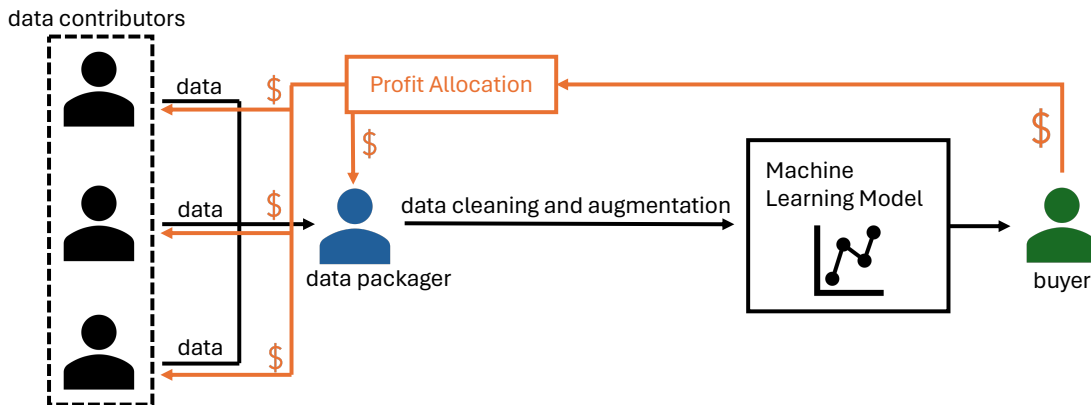 data contributors
data
$
Profit Allocation
$
$
data
$
data packager
data cleaning and augmentation
Machine
Learning Model
buyer
data
$